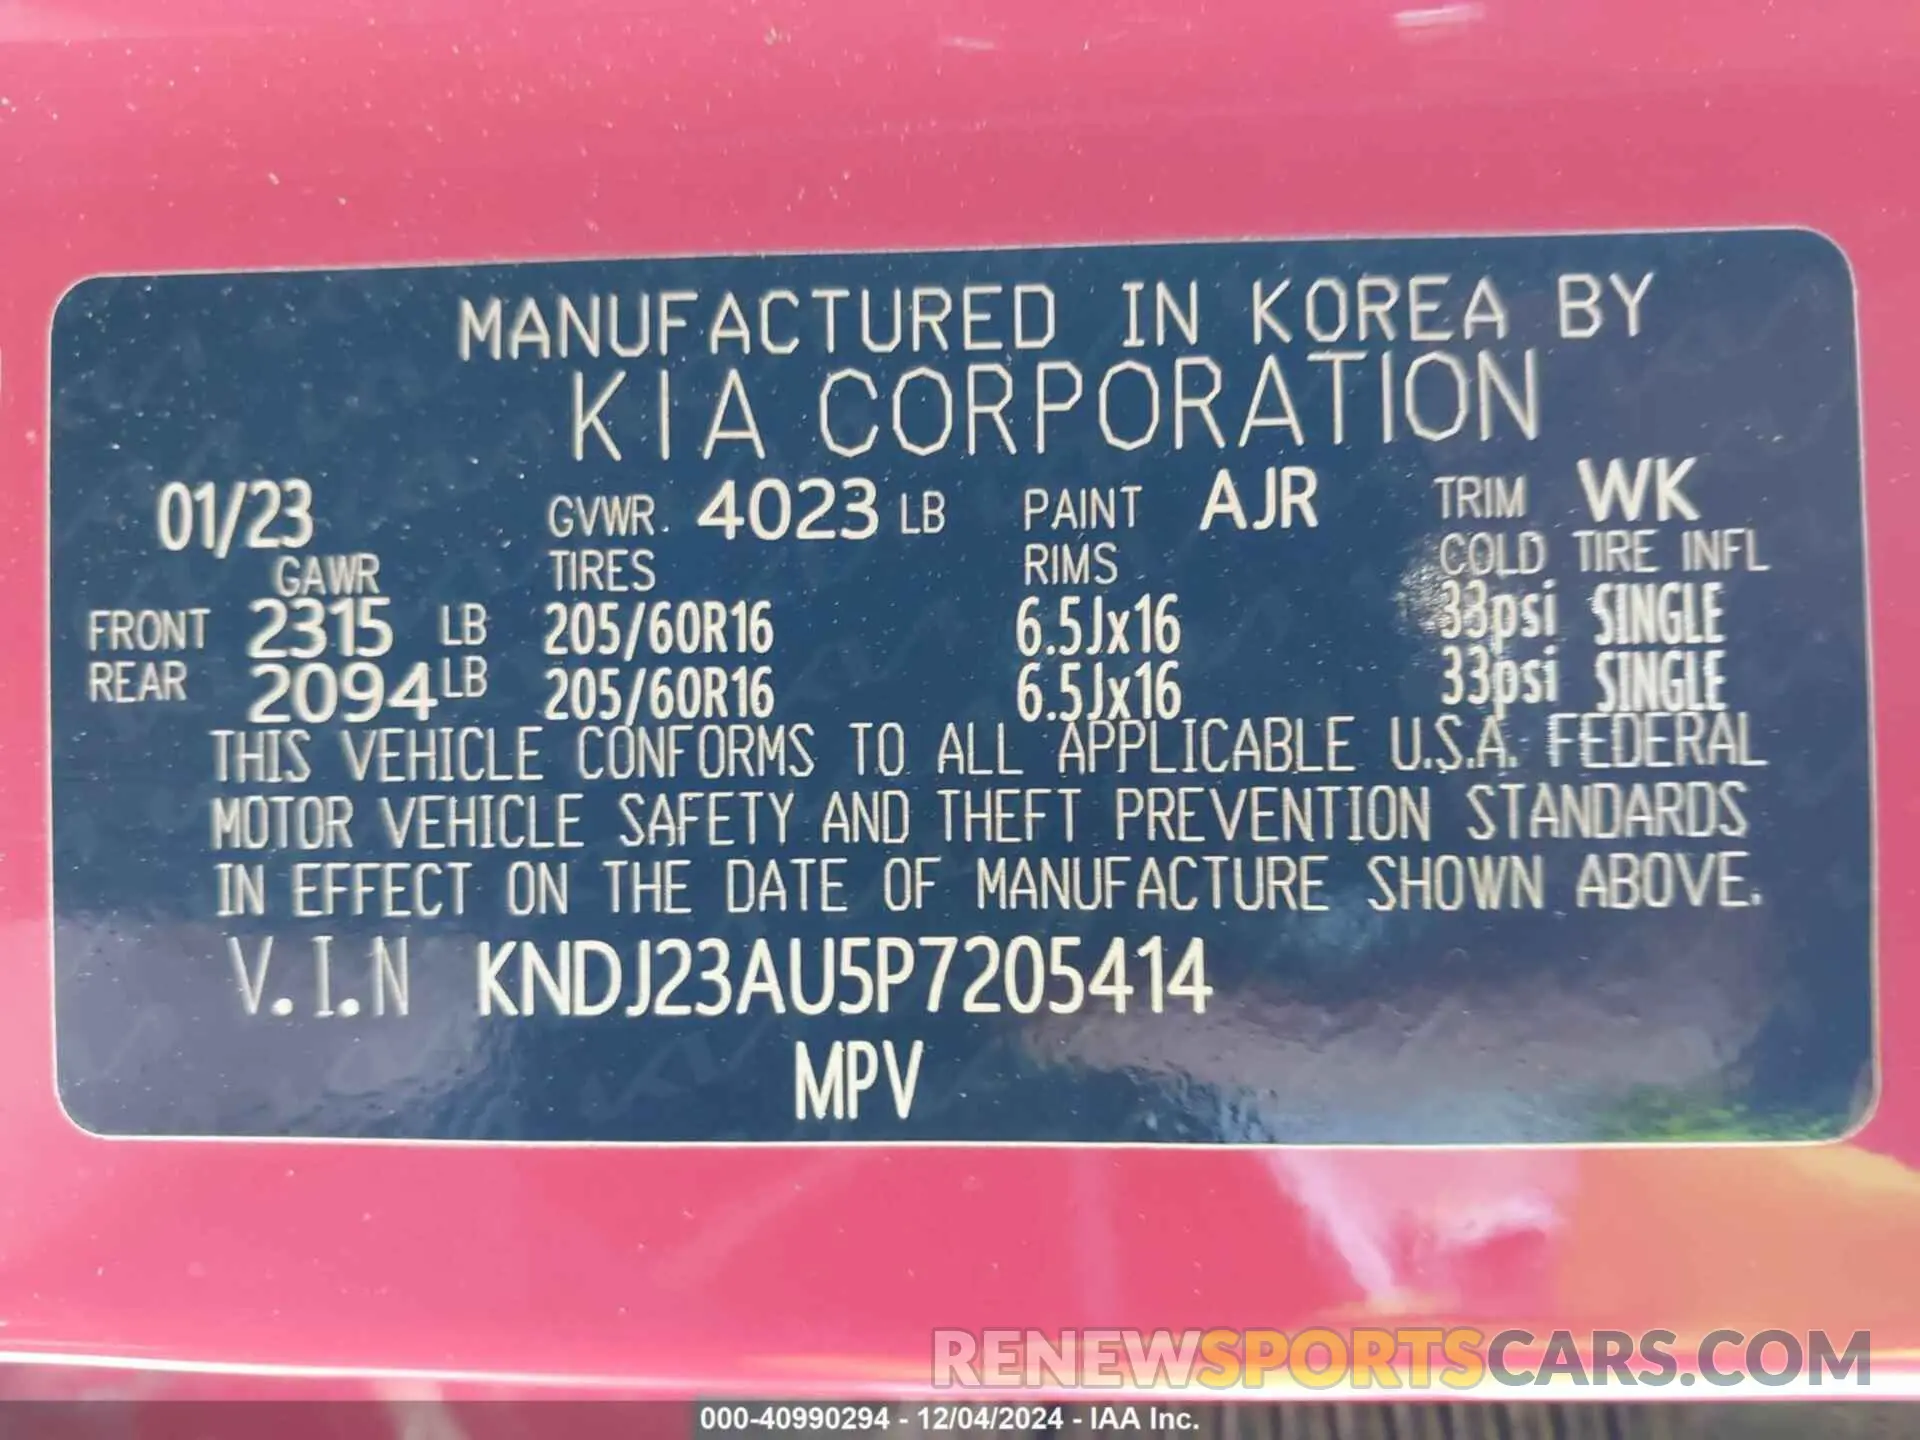 MANUFACTURED IN KOREA BY
KIA CORPORATION
01/23 GVWR. 4023 LB PAINT AJR TRIM WK
GAWR TIRES RIMS COLD TIRE INFL
FRONT 2315 LB 205/60R16 6.5Jx16 33psi SINGLE
REAR 2094 LB 205/60R16 6.5Jx16 33psi SINGLE
THIS VEHICLE CONFORMS TO ALL APPLICABLE U.S.A. FEDERAL
MOTOR VEHICLE SAFETY AND THEFT PREVENTION STANDARDS
IN EFFECT ON THE DATE OF MANUFACTURE SHOWN ABOVE.
V.I.N KNDJ23AU5P7205414
MPV
RENEWSPORTSCARS.COM
000-40990294 - 12/04/2024 - IAA Inc.